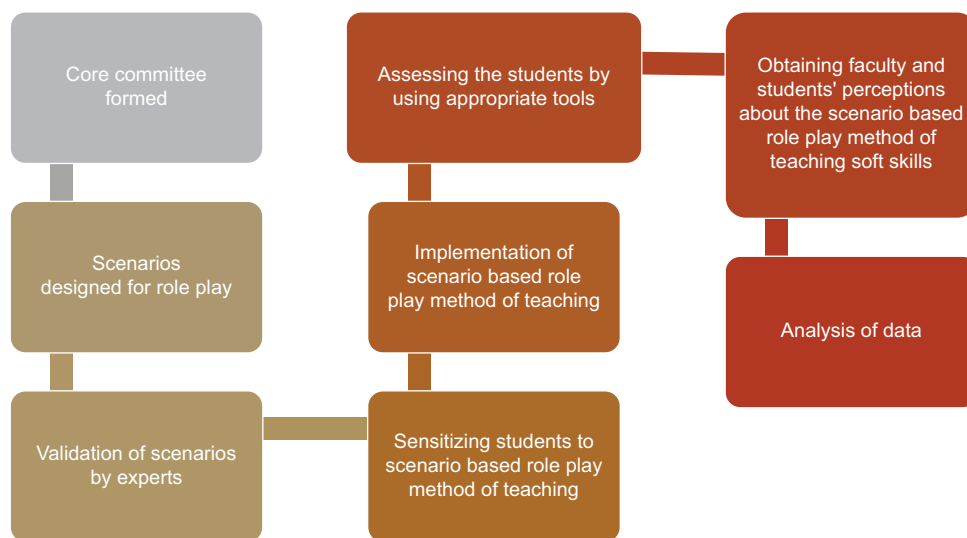 Core committee
formed
Scenarios
designed for role play
Validation of scenarios
by experts
Sensitizing students to
scenario based role play
method of teaching
Implementation of
scenario based role
play method of teaching
Assessing the students by
using appropriate tools
Obtaining faculty and
students' perceptions
about the scenario based
role play method of
teaching soft skills
Analysis of data